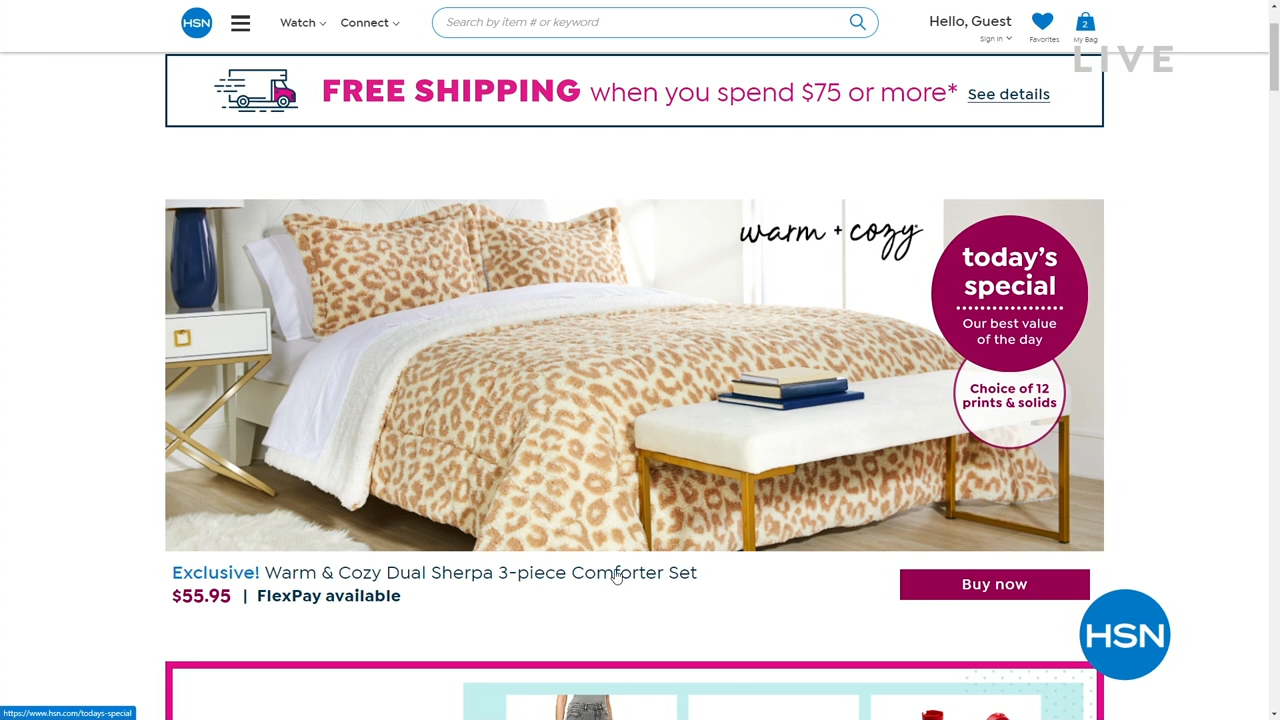 HSN
Watch
Connect
Search by item # or keyword
Hello, Guest
Sign In
Favorites
2
My Bag
LIVE
FREE SHIPPING when you spend $75 or more* See details
warm + cozy
today's
special
Our best value
of the day
Choice of 12
prints & solids
Exclusive! Warm & Cozy Dual Sherpa 3-piece Comforter Set
$55.95 | FlexPay available
Buy now
HSN
https://www.hsn.com/todays-special